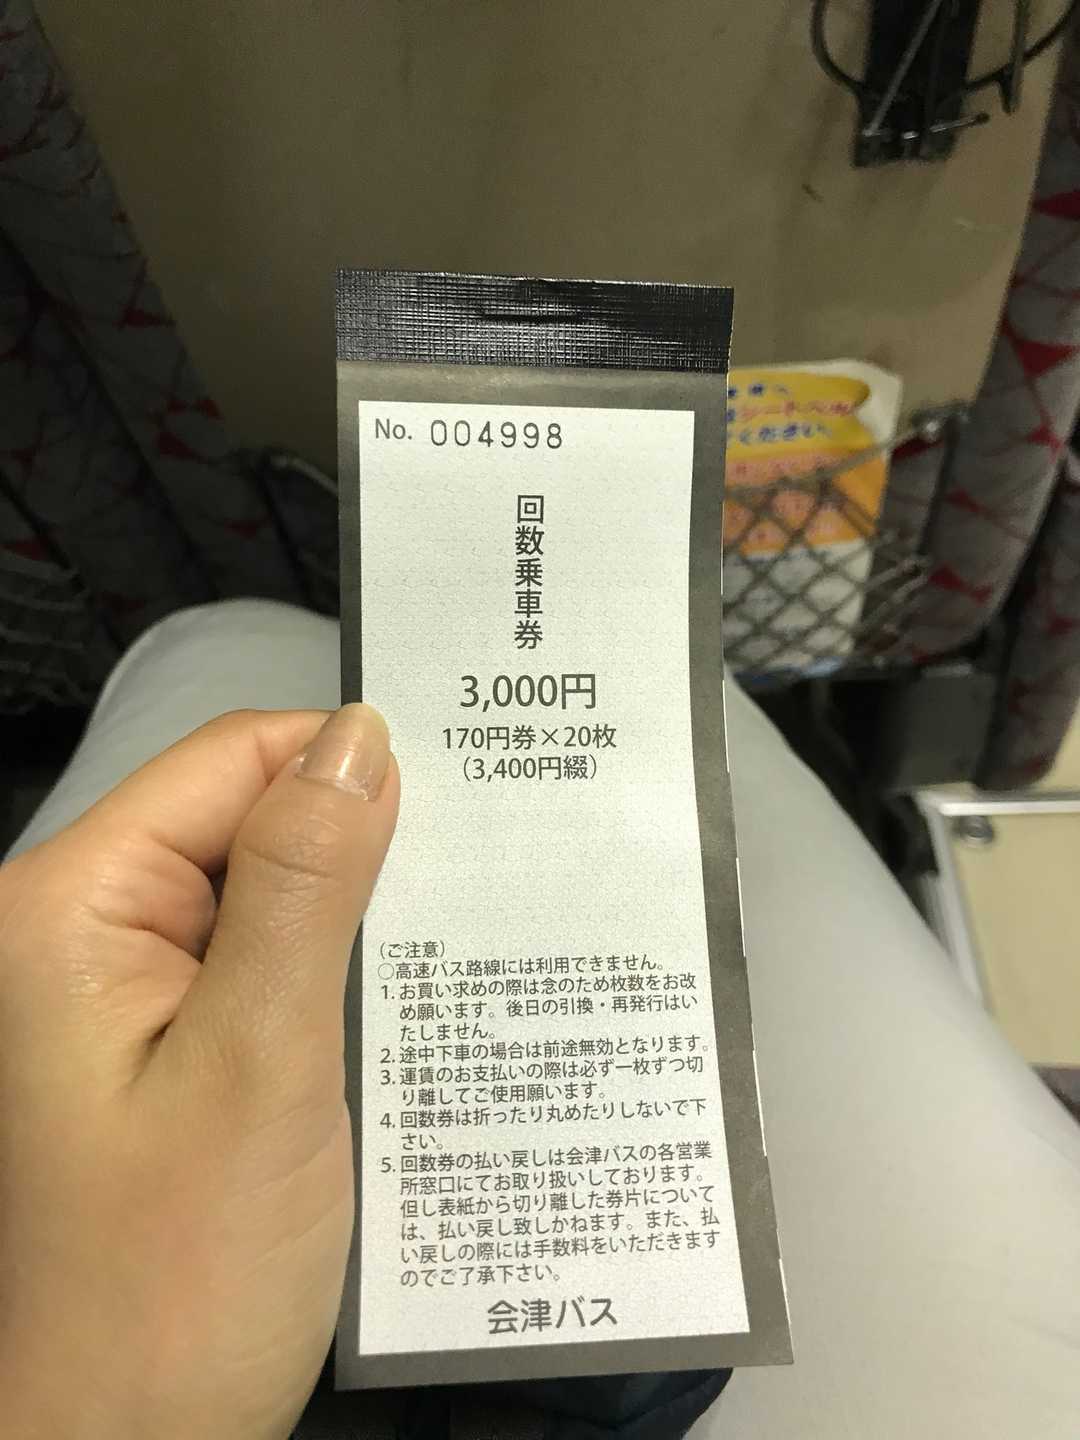 No. 004998
回数乗車券
3,000円
170円券×20枚
（3,400円綴）
（ご注意）
○高速バス路線には利用できません。
1. お買い求めの際は念のため枚数をお改
め願います。後日の引換・再発行はい
たしません。
2. 途中下車の場合は前途無効となります。
3. 運賃のお支払いの際は必ず一枚ずつ切
り離してご使用願います。
4. 回数券は折ったり丸めたりしないで下
さい。
5. 回数券の払い戻しは会津バスの各営業
所窓口にてお取り扱いしております。
但し表紙から切り離した券片について
は、払い戻し致しかねます。また、払
い戻しの際には手数料をいただきます
のでご了承下さい。
会津バス
シートベル
ください。